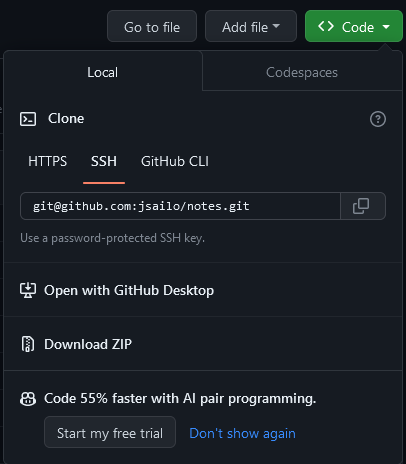 Go to file Add file Code
Local Codespaces
Clone
HTTPS SSH GitHub CLI
git@github.com:jsailo/notes.git
Use a password-protected SSH key.
Open with GitHub Desktop
Download ZIP
Code 55% faster with AI pair programming.
Start my free trial Don't show again